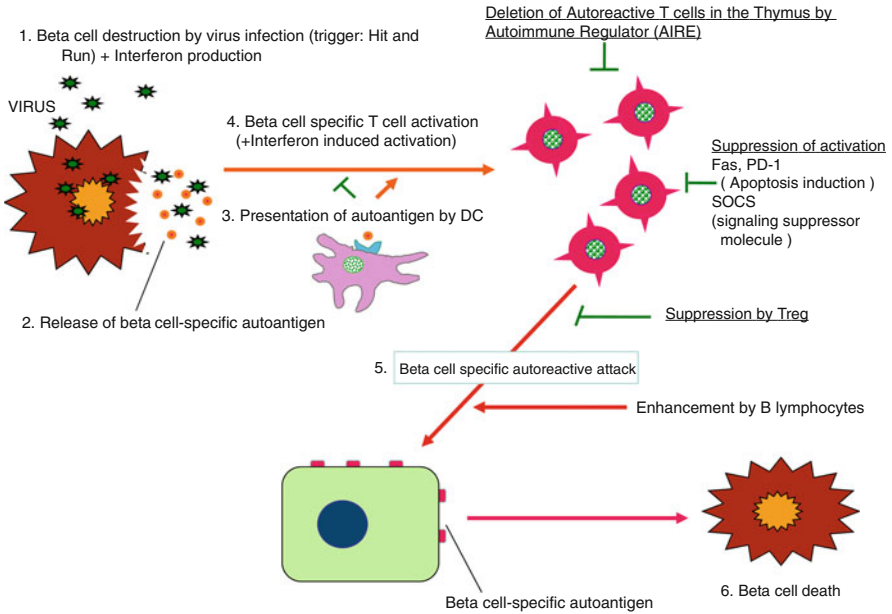 1. Beta cell destruction by virus infection (trigger: Hit and
Run) + Interferon production
VIRUS
Deletion of Autoreactive T cells in the Thymus by
Autoimmune Regulator (AIRE)
4. Beta cell specific T cell activation
(+Interferon induced activation)
3. Presentation of autoantigen by DC
Suppression of activation
Fas, PD-1
( Apoptosis induction )
SOCS
(signaling suppressor
molecule )
2. Release of beta cell-specific autoantigen
Suppression by Treg
5. Beta cell specific autoreactive attack
Enhancement by B lymphocytes
Beta cell-specific autoantigen
6. Beta cell death